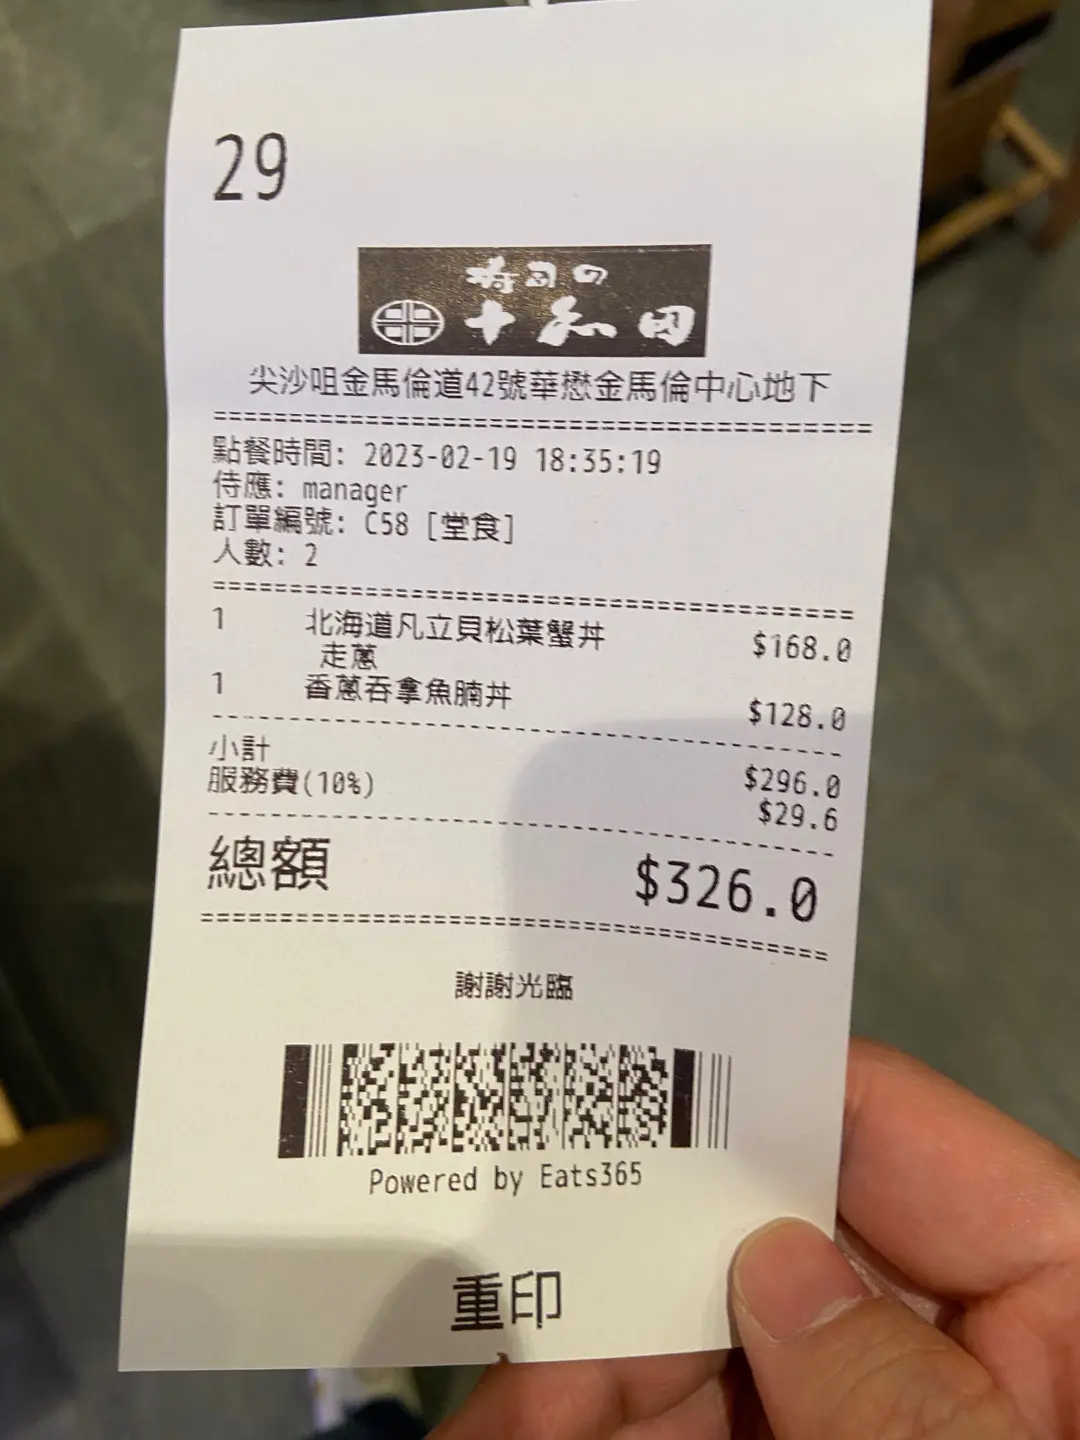 29
時司の
十和田
尖沙咀金馬倫道42號華懋金馬倫中心地下
點餐時間: 2023-02-19 18:35:19
侍應: manager
訂單編號: C58 [堂食]
人數: 2
1 北海道凡立貝松葉蟹丼 $168.0
走蔥
1 香蔥吞拿魚腩丼 $128.0
小計 $296.0
服務費(10%) $29.6
總額 $326.0
謝謝光臨
Powered by Eats365
重印